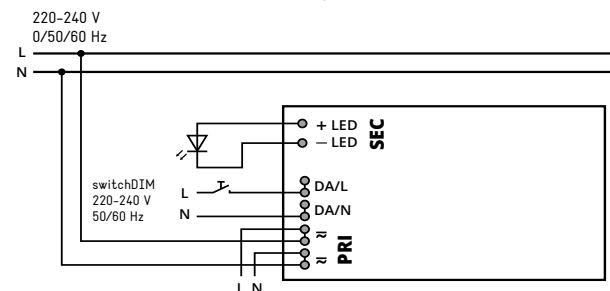 220-240 V
0/50/60 Hz
L
N
+ LED
– LED
SEC
switchDIM
220-240 V
50/60 Hz
L
N
DA/L
DA/N
PRI
L N